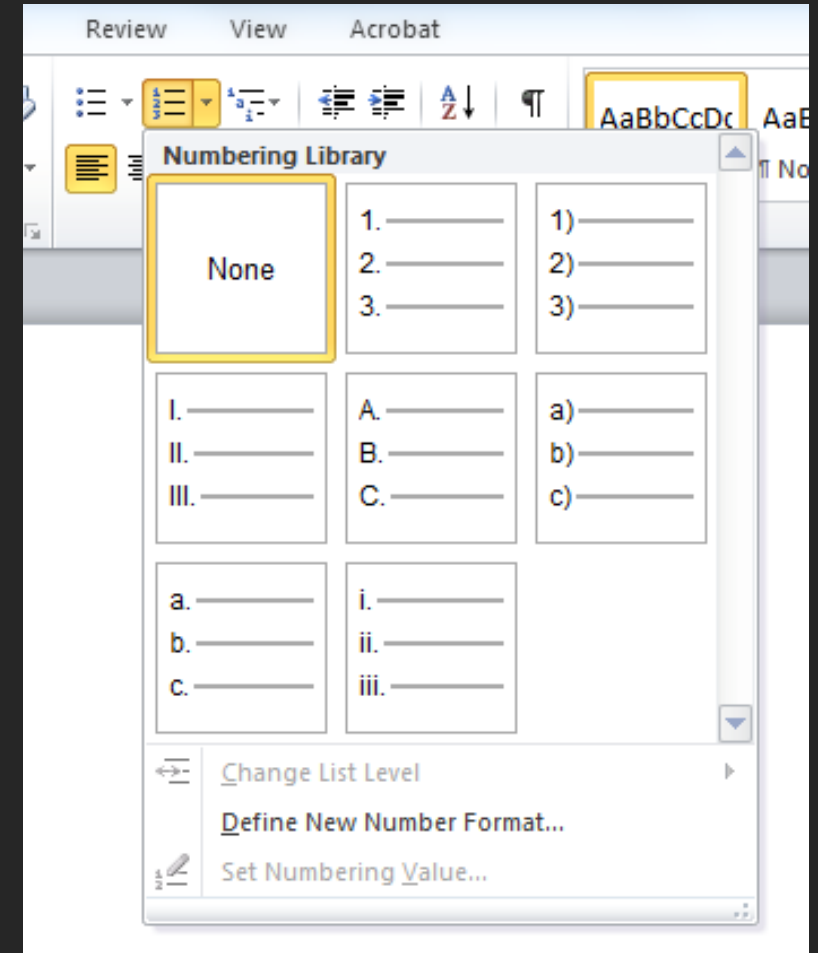 Review View Acrobat
AaBbCcDc AaB
¶ No
Numbering Library
None
1.
2.
3.
1)
2)
3)
I.
II.
III.
A.
B.
C.
a)
b)
c)
a.
b.
c.
i.
ii.
iii.
Change List Level
Define New Number Format...
Set Numbering Value...